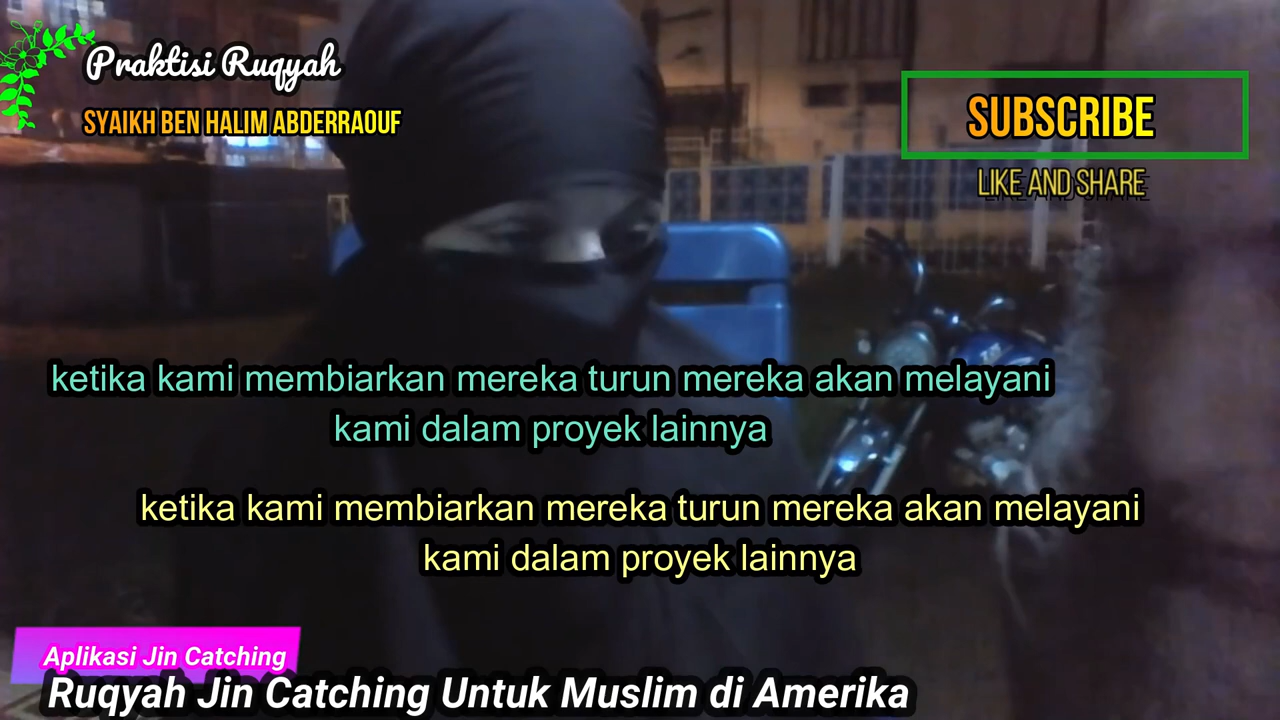 Praktisi Ruqyah
SYAIKH BEN HALIM ABDERRAOUF
SUBSCRIBE
LIKE AND SHARE
ketika kami membiarkan mereka turun mereka akan melayani
kami dalam proyek lainnya
ketika kami membiarkan mereka turun mereka akan melayani
kami dalam proyek lainnya
Aplikasi Jin Catching
Ruqyah Jin Catching Untuk Muslim di Amerika